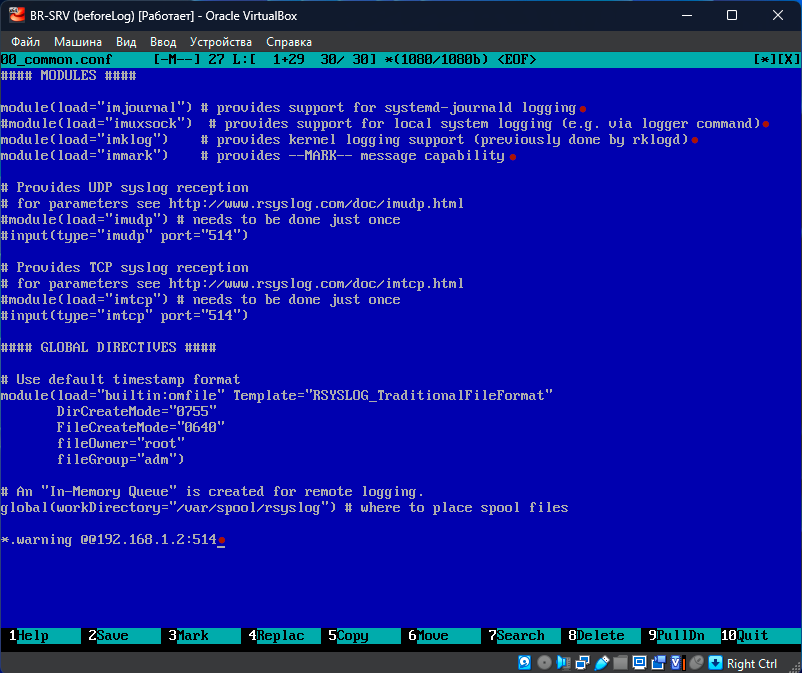 BR-SRV (beforeLog) [Работает] - Oracle VirtualBox
Файл Машина Вид Ввод Устройства Справка
00_common.conf [-M--] 27 L:[ 1+29 30/ 30] *(1080/1080b) <EOF> [*][X]
#### MODULES ####
module(load="imjournal") # provides support for systemd-journald logging
#module(load="imuxsock") # provides support for local system logging (e.g. via logger command)
module(load="imklog") # provides kernel logging support (previously done by rklogd)
module(load="immark") # provides --MARK-- message capability
# Provides UDP syslog reception
# for parameters see http://www.rsyslog.com/doc/imudp.html
#module(load="imudp") # needs to be done just once
#input(type="imudp" port="514")
# Provides TCP syslog reception
# for parameters see http://www.rsyslog.com/doc/imtcp.html
#module(load="imtcp") # needs to be done just once
#input(type="imtcp" port="514")
#### GLOBAL DIRECTIVES ####
# Use default timestamp format
module(load="builtin:omfile" Template="RSYSLOG_TraditionalFileFormat"
DirCreateMode="0755"
FileCreateMode="0640"
fileOwner="root"
fileGroup="adm")
# An "In-Memory Queue" is created for remote logging.
global(workDirectory="/var/spool/rsyslog") # where to place spool files
*.warning @@192.168.1.2:514
1Help 2Save 3Mark 4Replac 5Copy 6Move 7Search 8Delete 9PullDn 10Quit
Right Ctrl